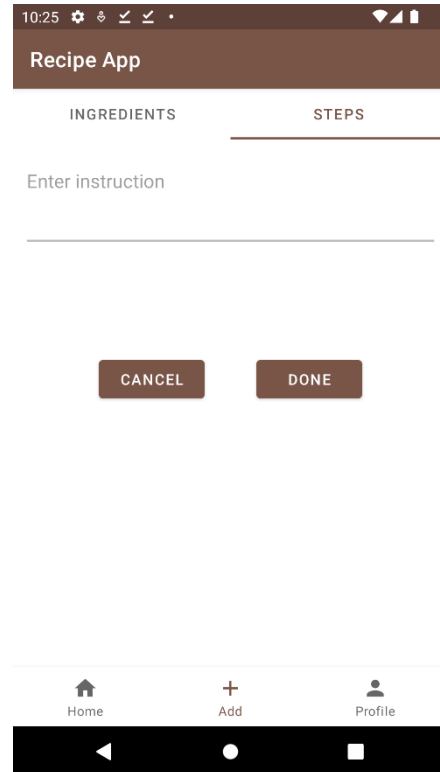 10:25
Recipe App
INGREDIENTS STEPS
Enter instruction
CANCEL DONE
Home Add Profile